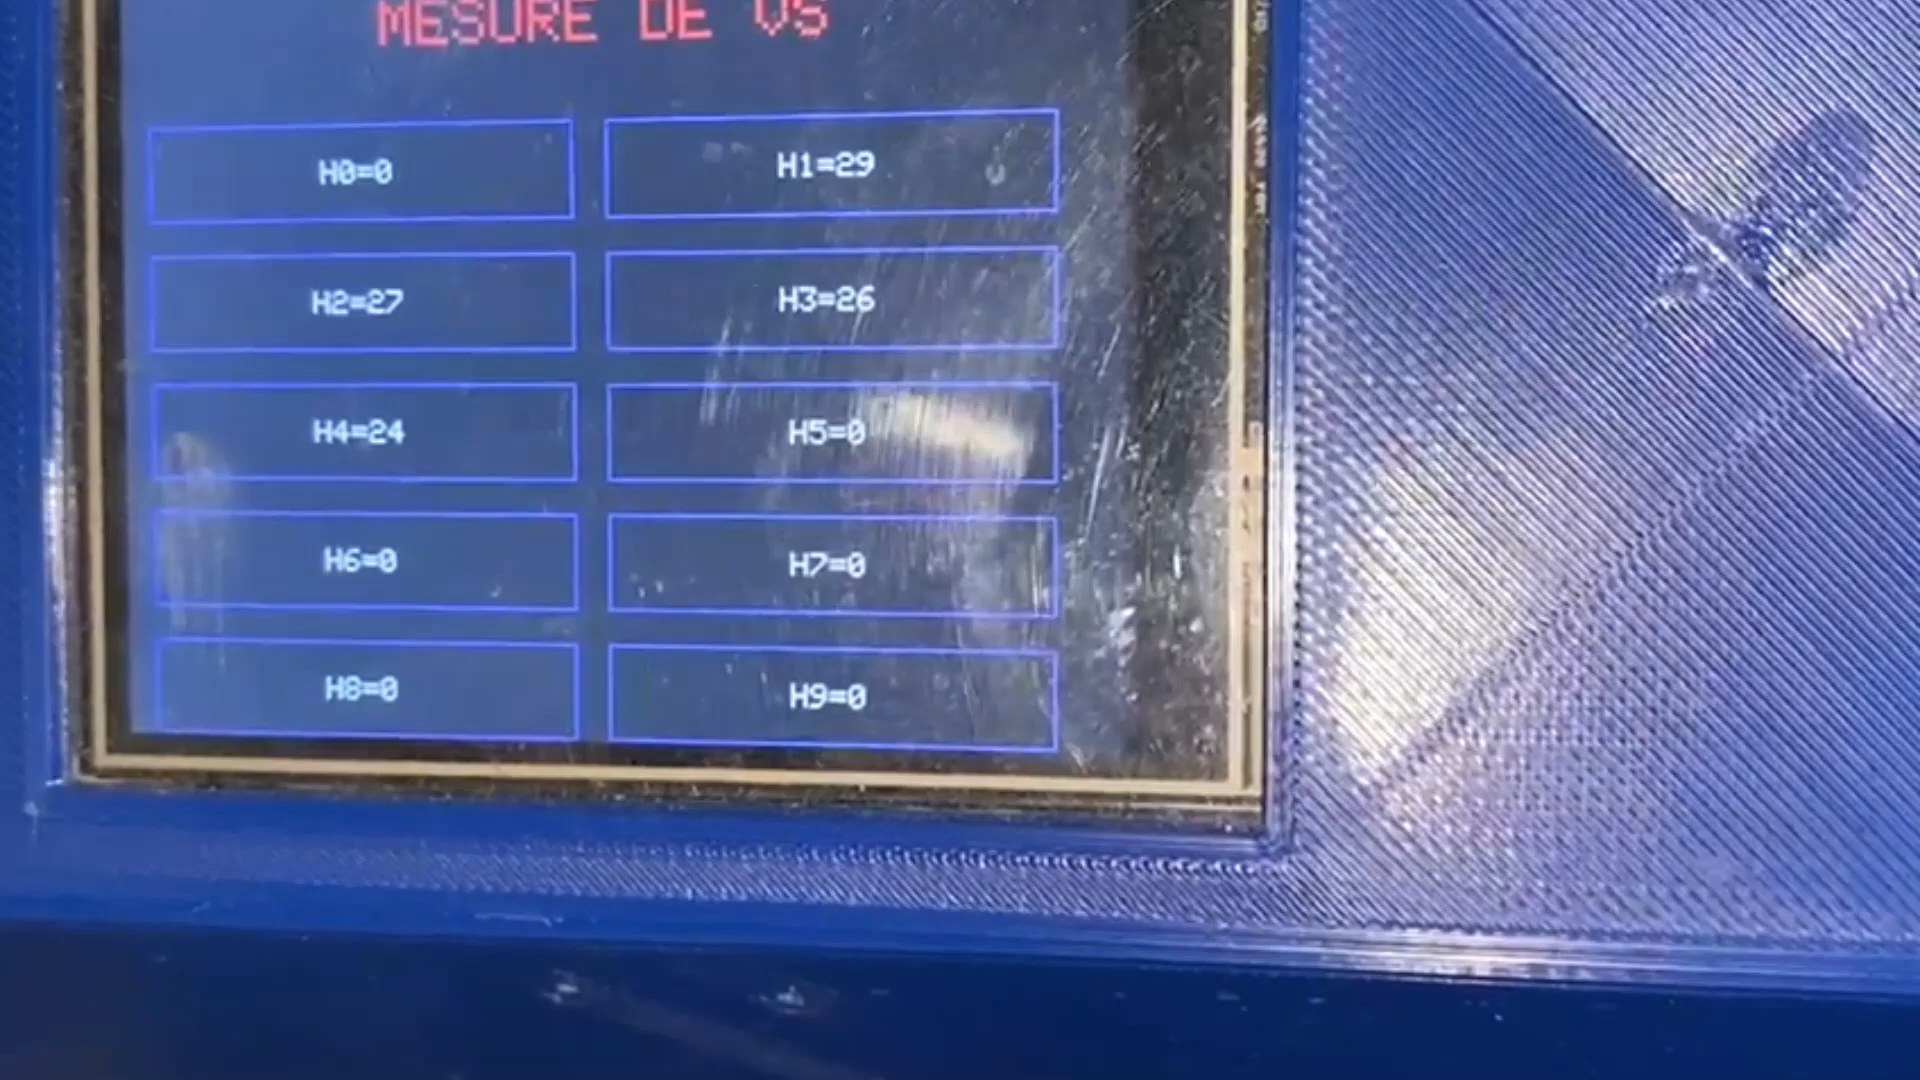 MESURE DE VS
H0=0
H1=29
H2=27
H3=26
H4=24
H5=0
H6=0
H7=0
H8=0
H9=0